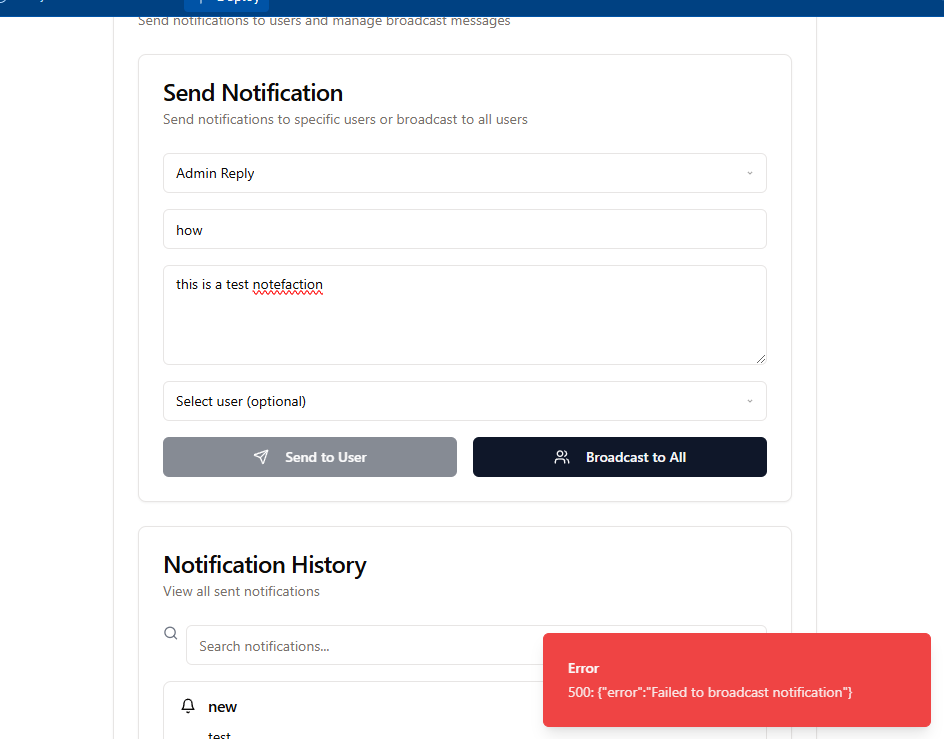 Deploy
Send notifications to users and manage broadcast messages
Send Notification
Send notifications to specific users or broadcast to all users
Admin Reply
how
this is a test notefaction
Select user (optional)
Send to User
Broadcast to All
Notification History
View all sent notifications
Search notifications...
new
test
Error
500: {"error":"Failed to broadcast notification"}